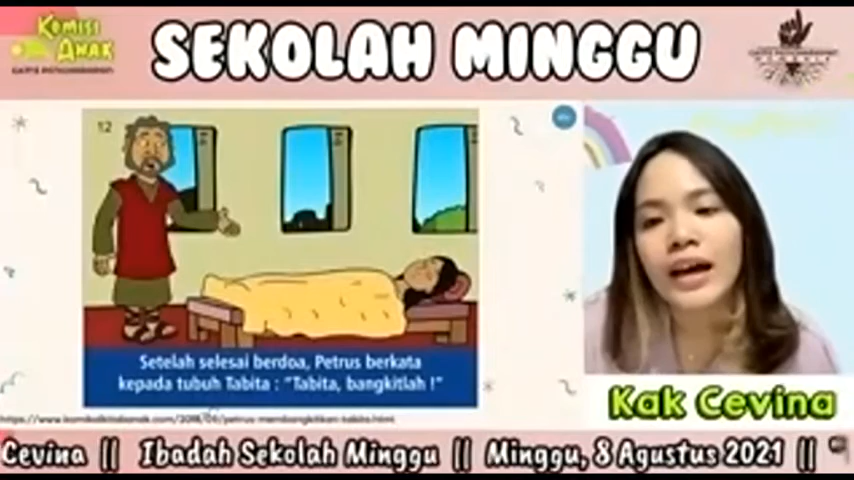 Komisi
Anak
SEKOLAH MINGGU
12
Setelah selesai berdoa, Petrus berkata
kepada tubuh Tabita : "Tabita, bangkitlah !"
Kak Cevina
Cevina || Ibadah Sekolah Minggu || Minggu, 8 Agustus 2021 ||